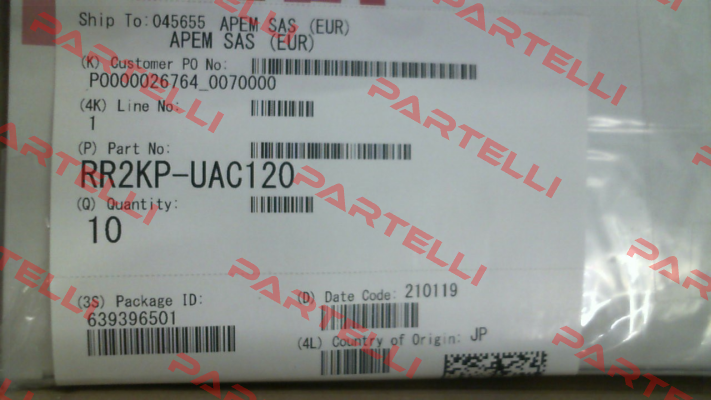 Ship To: 045655 APEM SAS (EUR)
APEM SAS (EUR)
(K) Customer PO No:
P0000026764_0070000
(4K) Line No:
1
(P) Part No:
RR2KP-UAC120
(Q) Quantity:
10
(3S) Package ID:
639396501
(D) Date Code: 210119
(4L) Country of Origin: JP
PARTELLI
PARTELLI
PARTELLI
PARTELLI
PARTELLI
PARTELLI
PARTELLI
PARTELLI